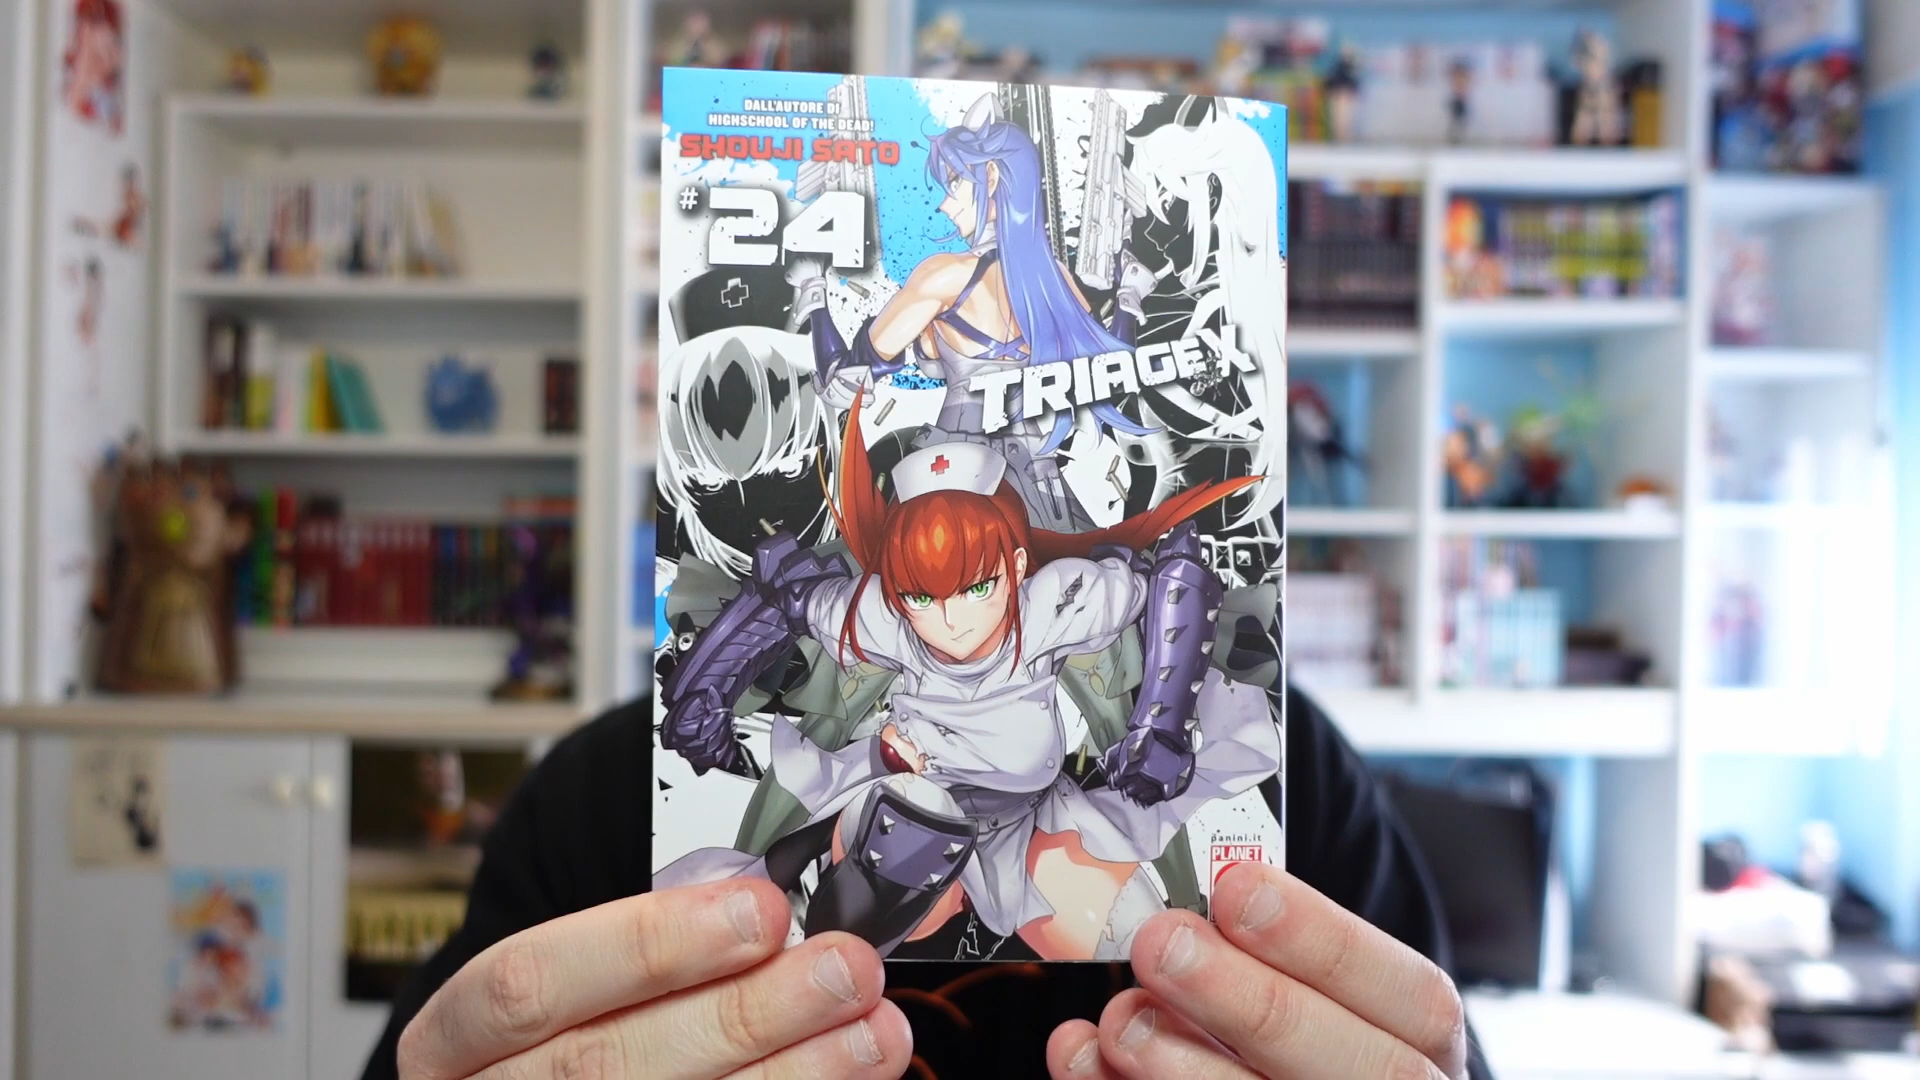 DALL'AUTORE DI
HIGHSCHOOL OF THE DEAD!
SHOUJI SATO
#24
TRIAGE X
panini.it
PLANET